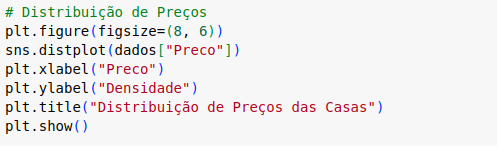 # Distribuição de Preços
plt.figure(figsize=(8, 6))
sns.distplot(dados["Preco"])
plt.xlabel("Preco")
plt.ylabel("Densidade")
plt.title("Distribuição de Preços das Casas")
plt.show()